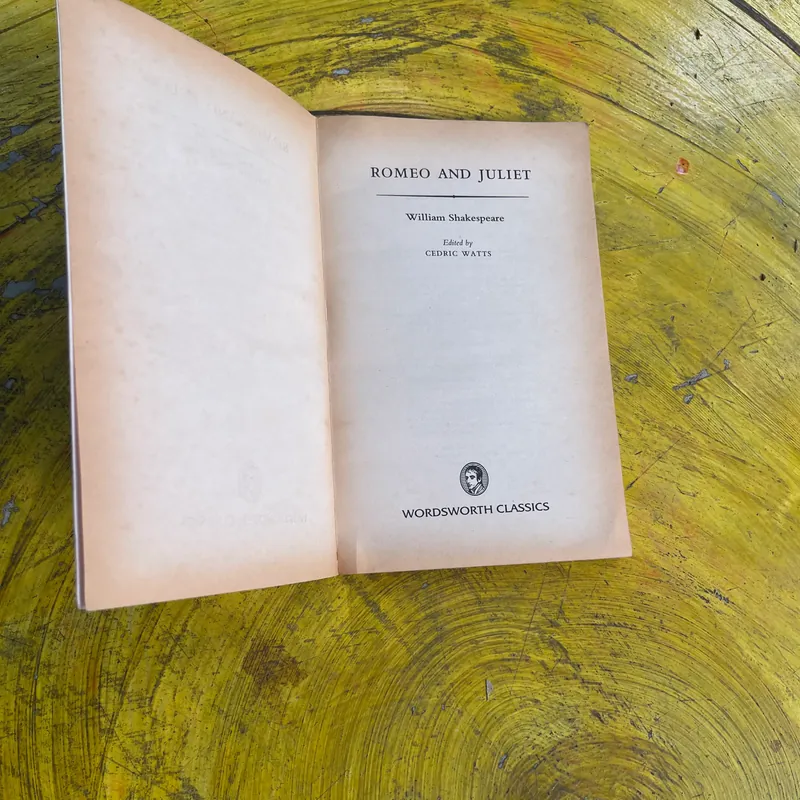 ROMEO AND JULIET
William Shakespeare
Edited by
CEDRIC WATTS
WORDSWORTH CLASSICS